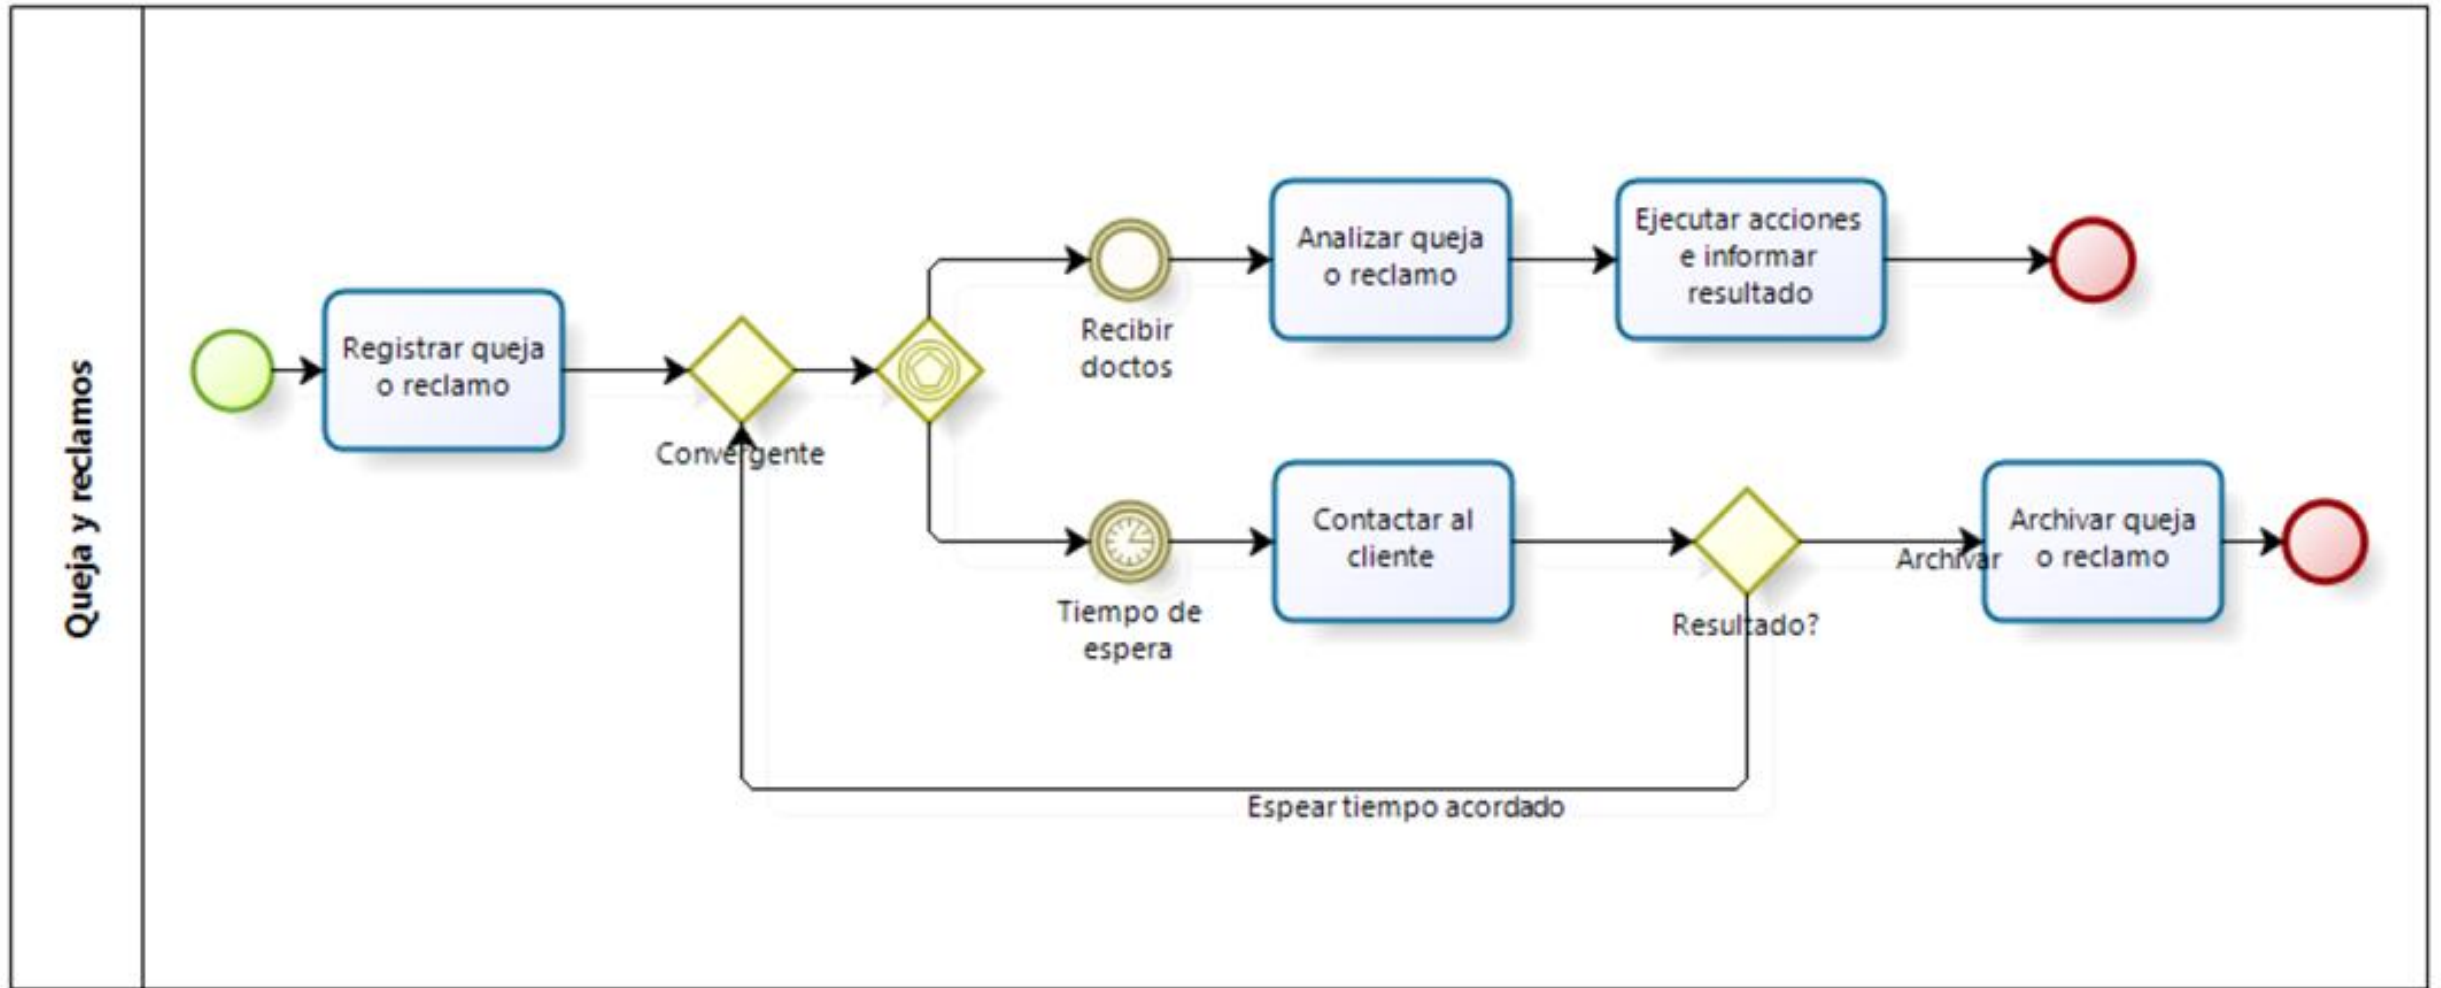 Queja y reclamos
Registrar queja
o reclamo
Convergente
Recibir
doctos
Analizar queja
o reclamo
Ejecutar acciones
e informar
resultado
Tiempo de
espera
Contactar al
cliente
Resultado?
Archivar
Archivar queja
o reclamo
Espear tiempo acordado